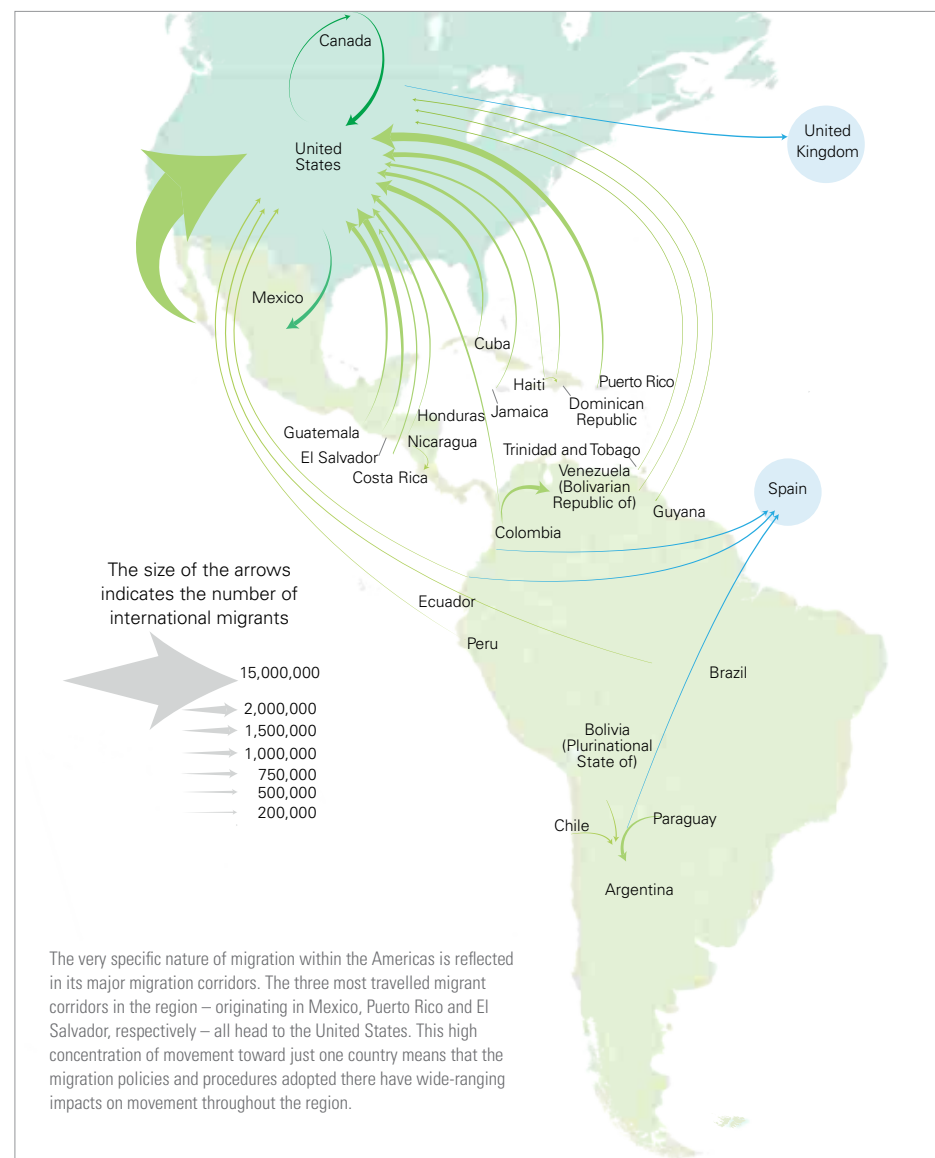 Canada
United
States
United
Kingdom
Mexico
Cuba
Haiti
Puerto Rico
Jamaica
Dominican
Republic
Honduras
Guatemala
Nicaragua
El Salvador
Costa Rica
Trinidad and Tobago
Venezuela
(Bolivarian
Republic of)
Guyana
Spain
Colombia
Ecuador
Peru
Brazil
Bolivia
(Plurinational
State of)
Chile
Paraguay
Argentina
The size of the arrows
indicates the number of
international migrants
15,000,000
2,000,000
1,500,000
1,000,000
750,000
500,000
200,000
The very specific nature of migration within the Americas is reflected
in its major migration corridors. The three most travelled migrant
corridors in the region – originating in Mexico, Puerto Rico and El
Salvador, respectively – all head to the United States. This high
concentration of movement toward just one country means that the
migration policies and procedures adopted there have wide-ranging
impacts on movement throughout the region.